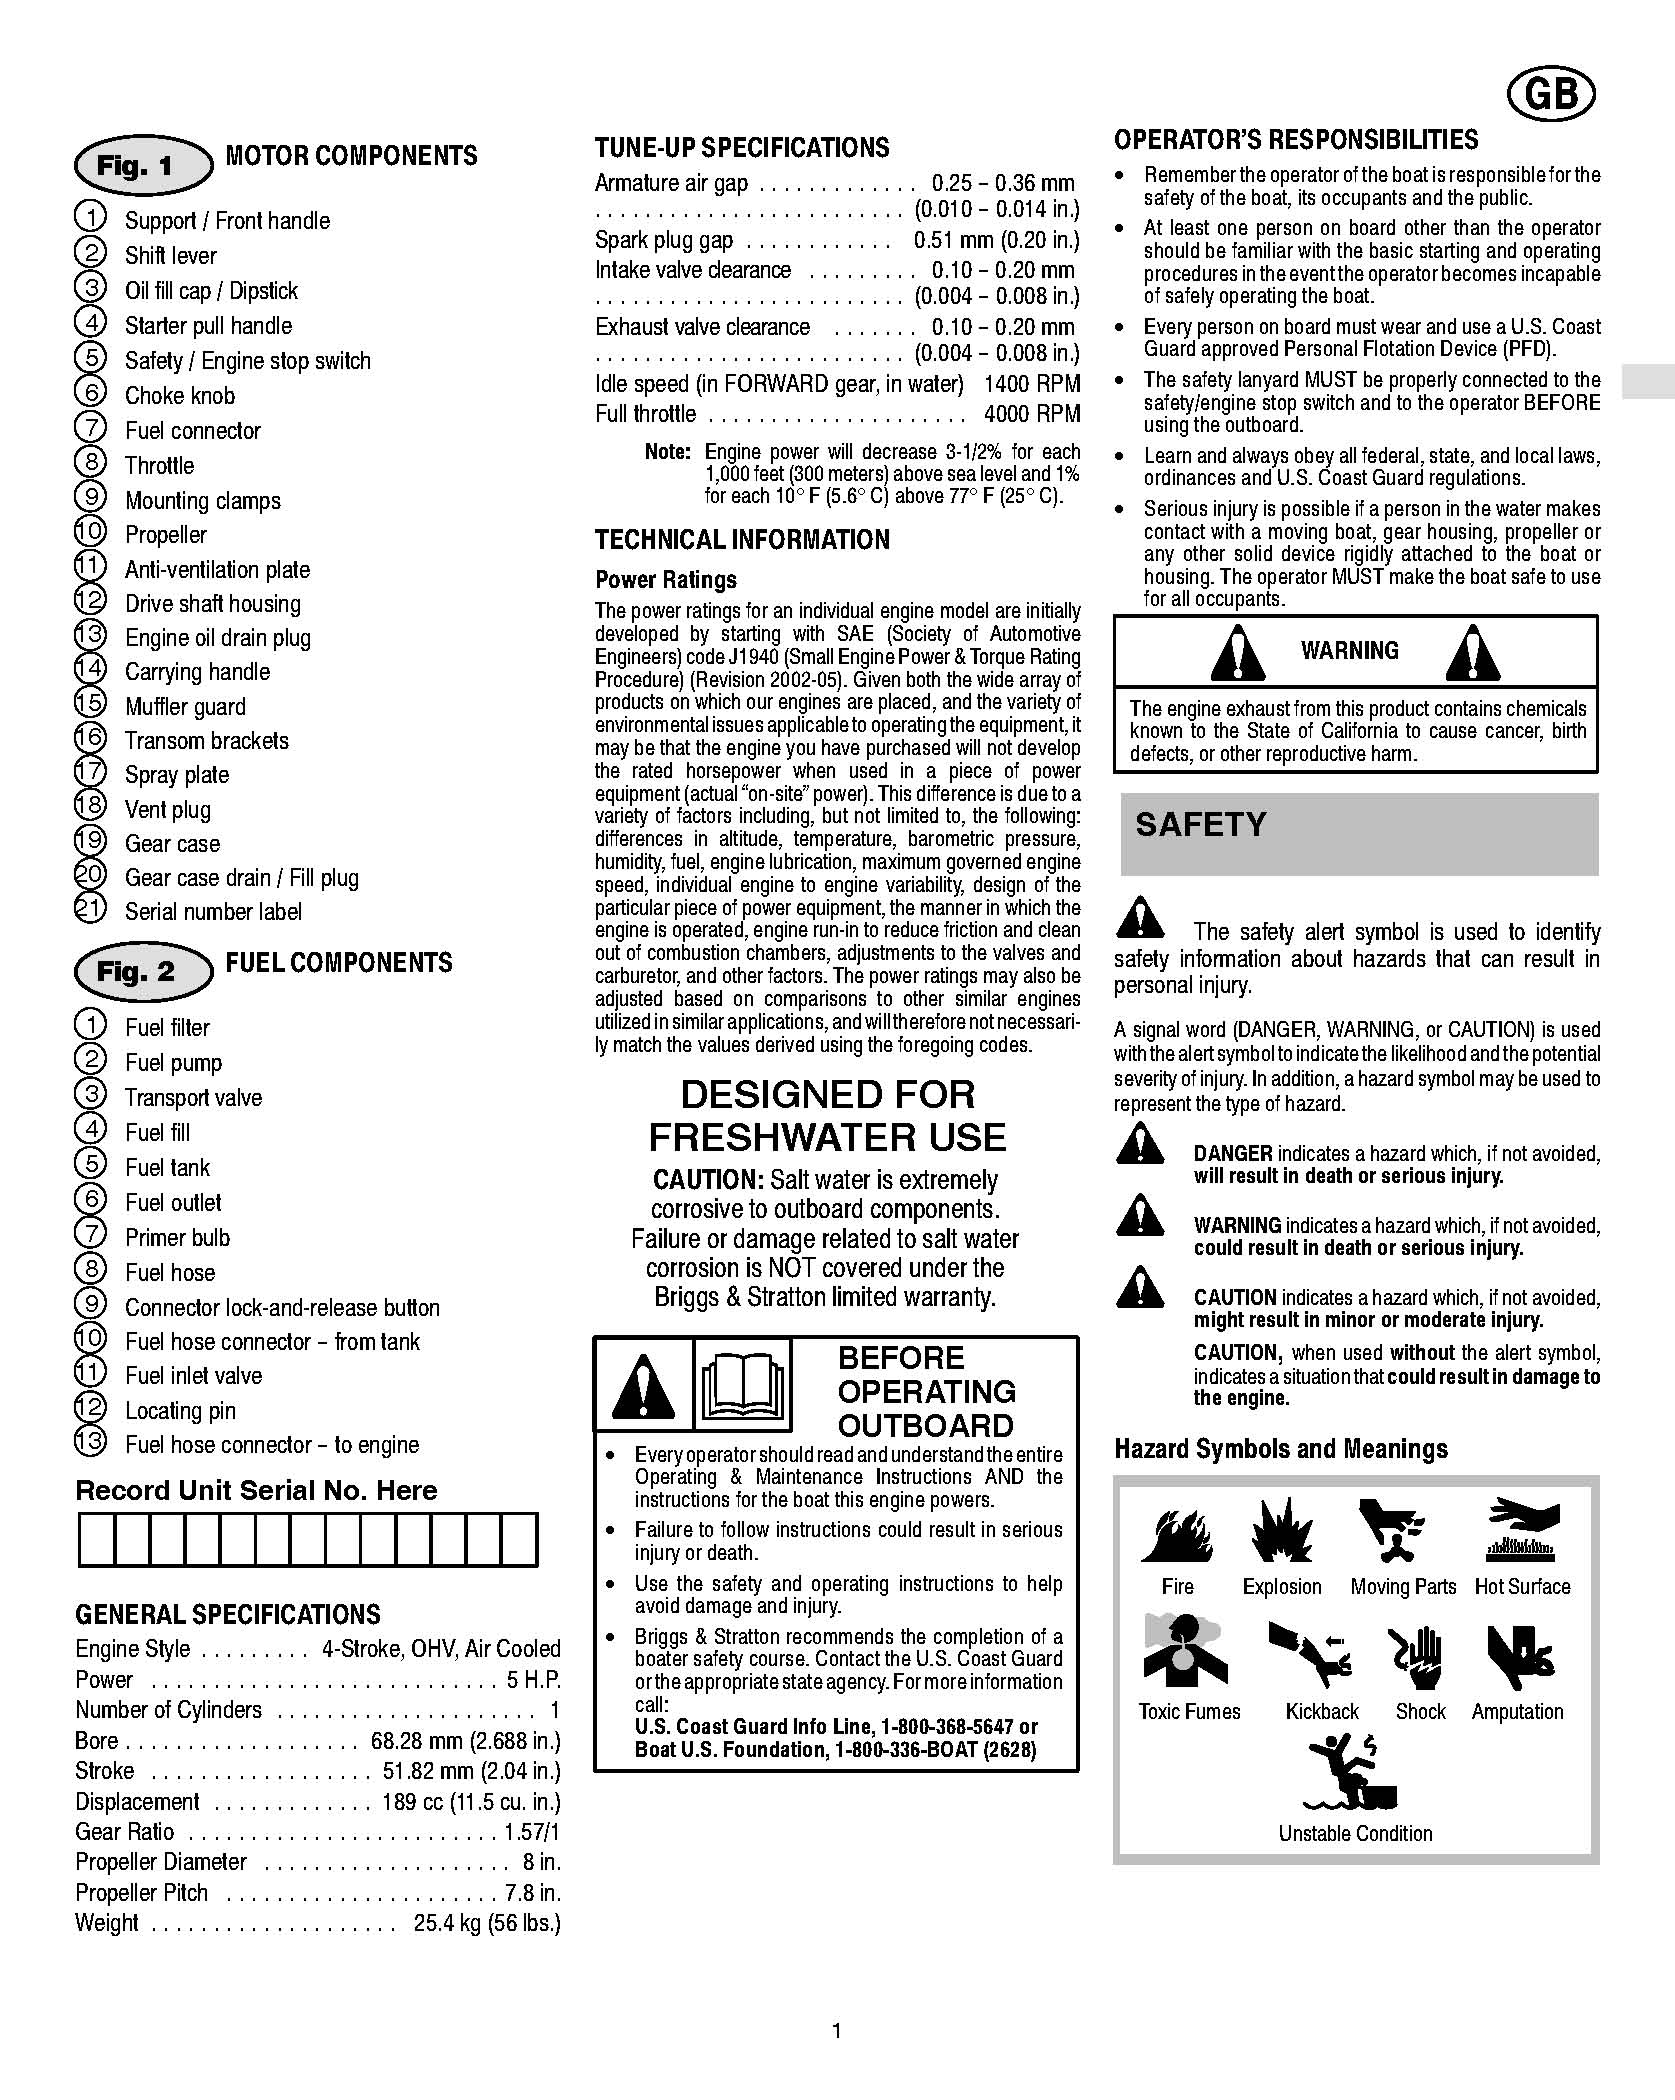 GB
Fig. 1 MOTOR COMPONENTS
1 Support / Front handle
2 Shift lever
3 Oil fill cap / Dipstick
4 Starter pull handle
5 Safety / Engine stop switch
6 Choke knob
7 Fuel connector
8 Throttle
9 Mounting clamps
10 Propeller
11 Anti-ventilation plate
12 Drive shaft housing
13 Engine oil drain plug
14 Carrying handle
15 Muffler guard
16 Transom brackets
17 Spray plate
18 Vent plug
19 Gear case
20 Gear case drain / Fill plug
21 Serial number label
Fig. 2 FUEL COMPONENTS
1 Fuel filter
2 Fuel pump
3 Transport valve
4 Fuel fill
5 Fuel tank
6 Fuel outlet
7 Primer bulb
8 Fuel hose
9 Connector lock-and-release button
10 Fuel hose connector – from tank
11 Fuel inlet valve
12 Locating pin
13 Fuel hose connector – to engine
Record Unit Serial No. Here
GENERAL SPECIFICATIONS
Engine Style . . . . . . . . . 4-Stroke, OHV, Air Cooled
Power . . . . . . . . . . . . . . . . . . . . . . . . . . . . 5 H.P.
Number of Cylinders . . . . . . . . . . . . . . . . . . . . . 1
Bore . . . . . . . . . . . . . . . . . . . 68.28 mm (2.688 in.)
Stroke . . . . . . . . . . . . . . . . . . 51.82 mm (2.04 in.)
Displacement . . . . . . . . . . . . . 189 cc (11.5 cu. in.)
Gear Ratio . . . . . . . . . . . . . . . . . . . . . . . . . 1.57/1
Propeller Diameter . . . . . . . . . . . . . . . . . . . . 8 in.
Propeller Pitch . . . . . . . . . . . . . . . . . . . . . . 7.8 in.
Weight . . . . . . . . . . . . . . . . . . . . 25.4 kg (56 lbs.)
TUNE-UP SPECIFICATIONS
Armature air gap . . . . . . . . . . . . . 0.25 – 0.36 mm
. . . . . . . . . . . . . . . . . . . . . . . . . (0.010 – 0.014 in.)
Spark plug gap . . . . . . . . . . . . 0.51 mm (0.20 in.)
Intake valve clearance . . . . . . . . . 0.10 – 0.20 mm
. . . . . . . . . . . . . . . . . . . . . . . . . (0.004 – 0.008 in.)
Exhaust valve clearance . . . . . . . 0.10 – 0.20 mm
. . . . . . . . . . . . . . . . . . . . . . . . . (0.004 – 0.008 in.)
Idle speed (in FORWARD gear, in water) 1400 RPM
Full throttle . . . . . . . . . . . . . . . . . . . . . 4000 RPM
Note: Engine power will decrease 3-1/2% for each
1,000 feet (300 meters) above sea level and 1%
for each 10° F (5.6° C) above 77° F (25° C).
TECHNICAL INFORMATION
Power Ratings
The power ratings for an individual engine model are initially
developed by starting with SAE (Society of Automotive
Engineers) code J1940 (Small Engine Power & Torque Rating
Procedure) (Revision 2002-05). Given both the wide array of
products on which our engines are placed, and the variety of
environmental issues applicable to operating the equipment, it
may be that the engine you have purchased will not develop
the rated horsepower when used in a piece of power
equipment (actual “on-site” power). This difference is due to a
variety of factors including, but not limited to, the following:
differences in altitude, temperature, barometric pressure,
humidity, fuel, engine lubrication, maximum governed engine
speed, individual engine to engine variability, design of the
particular piece of power equipment, the manner in which the
engine is operated, engine run-in to reduce friction and clean
out of combustion chambers, adjustments to the valves and
carburetor, and other factors. The power ratings may also be
adjusted based on comparisons to other similar engines
utilized in similar applications, and will therefore not necessari-
ly match the values derived using the foregoing codes.
DESIGNED FOR
FRESHWATER USE
CAUTION: Salt water is extremely
corrosive to outboard components.
Failure or damage related to salt water
corrosion is NOT covered under the
Briggs & Stratton limited warranty.
BEFORE
OPERATING
OUTBOARD
• Every operator should read and understand the entire
Operating & Maintenance Instructions AND the
instructions for the boat this engine powers.
• Failure to follow instructions could result in serious
injury or death.
• Use the safety and operating instructions to help
avoid damage and injury.
• Briggs & Stratton recommends the completion of a
boater safety course. Contact the U.S. Coast Guard
or the appropriate state agency. For more information
call:
U.S. Coast Guard Info Line, 1-800-368-5647 or
Boat U.S. Foundation, 1-800-336-BOAT (2628)
OPERATOR’S RESPONSIBILITIES
• Remember the operator of the boat is responsible for the
safety of the boat, its occupants and the public.
• At least one person on board other than the operator
should be familiar with the basic starting and operating
procedures in the event the operator becomes incapable
of safely operating the boat.
• Every person on board must wear and use a U.S. Coast
Guard approved Personal Flotation Device (PFD).
• The safety lanyard MUST be properly connected to the
safety/engine stop switch and to the operator BEFORE
using the outboard.
• Learn and always obey all federal, state, and local laws,
ordinances and U.S. Coast Guard regulations.
• Serious injury is possible if a person in the water makes
contact with a moving boat, gear housing, propeller or
any other solid device rigidly attached to the boat or
housing. The operator MUST make the boat safe to use
for all occupants.
WARNING
The engine exhaust from this product contains chemicals
known to the State of California to cause cancer, birth
defects, or other reproductive harm.
SAFETY
The safety alert symbol is used to identify
safety information about hazards that can result in
personal injury.
A signal word (DANGER, WARNING, or CAUTION) is used
with the alert symbol to indicate the likelihood and the potential
severity of injury. In addition, a hazard symbol may be used to
represent the type of hazard.
DANGER indicates a hazard which, if not avoided,
will result in death or serious injury.
WARNING indicates a hazard which, if not avoided,
could result in death or serious injury.
CAUTION indicates a hazard which, if not avoided,
might result in minor or moderate injury.
CAUTION, when used without the alert symbol,
indicates a situation that could result in damage to
the engine.
Hazard Symbols and Meanings
Fire Explosion Moving Parts Hot Surface
Toxic Fumes Kickback Shock Amputation
Unstable Condition
1